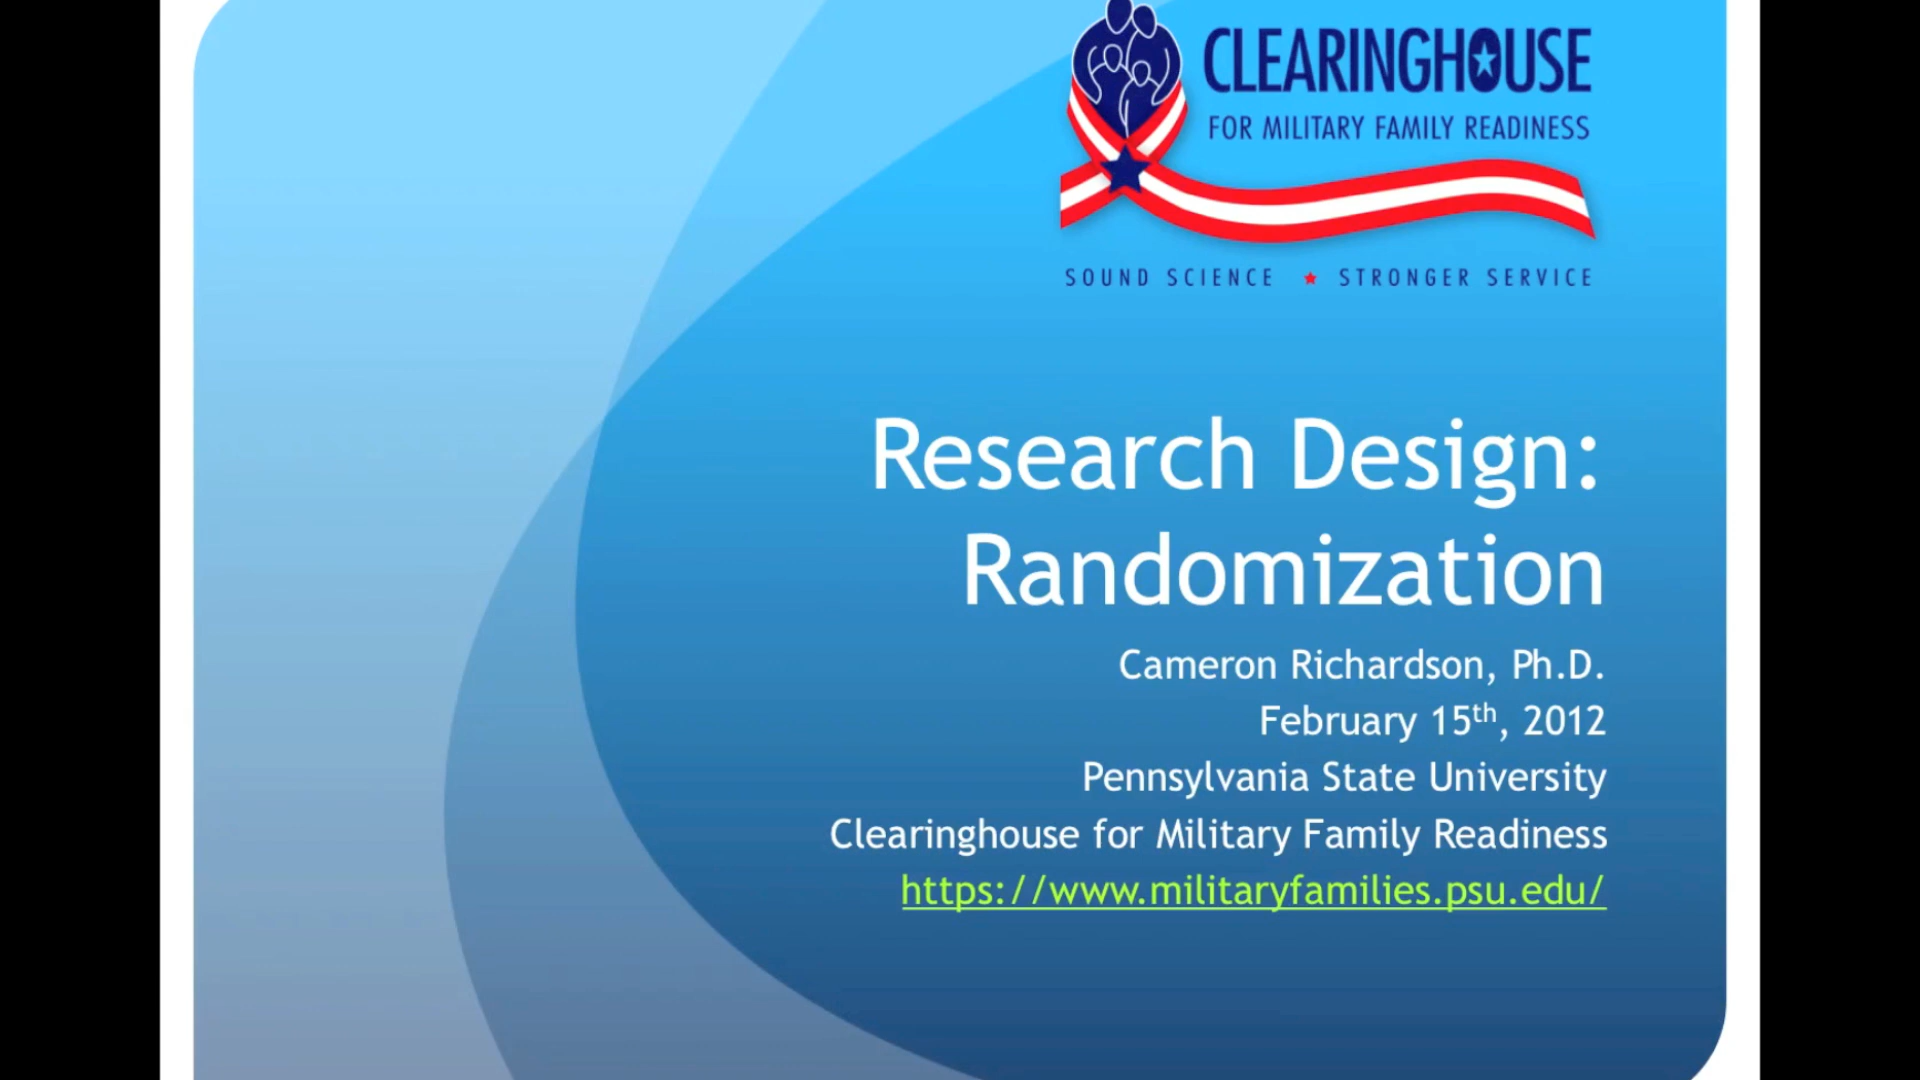 CLEARINGHOUSE
FOR MILITARY FAMILY READINESS
SOUND SCIENCE ★ STRONGER SERVICE
Research Design:
Randomization
Cameron Richardson, Ph.D.
February 15th, 2012
Pennsylvania State University
Clearinghouse for Military Family Readiness
https://www.militaryfamilies.psu.edu/